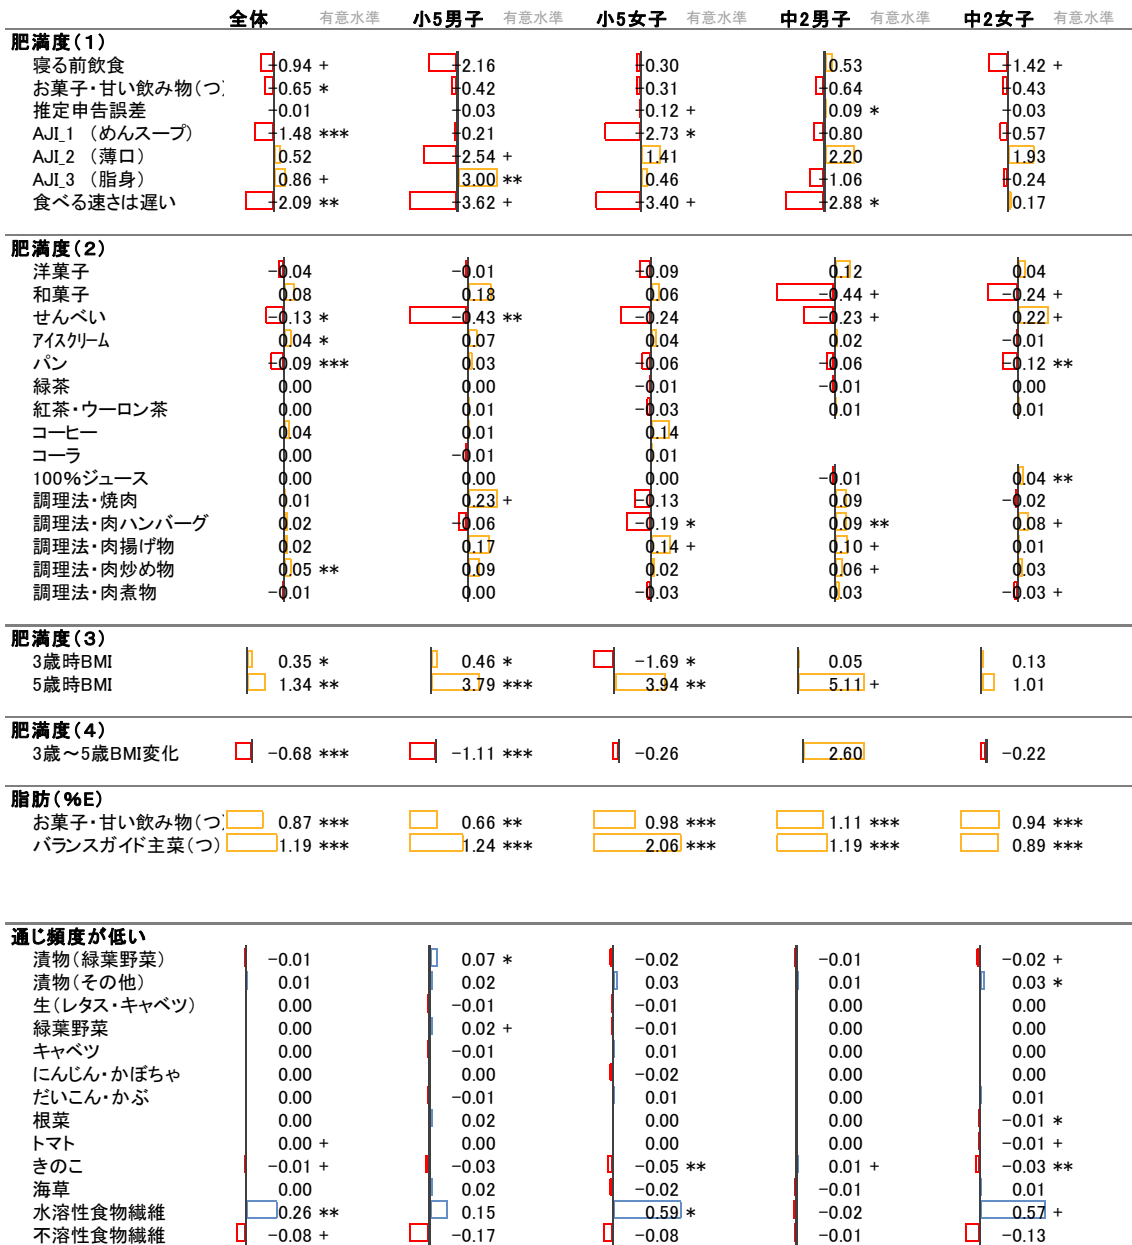 全体 有意水準 小5男子 有意水準 小5女子 有意水準 中2男子 有意水準 中2女子 有意水準
肥満度(1)
寝る前飲食 -0.94 + -2.16 -0.30 0.53 -1.42 +
お菓子・甘い飲み物(つ) -0.65 * -0.42 -0.31 -0.64 -0.43
推定申告誤差 -0.01 -0.03 -0.12 + 0.09 * -0.03
AJI_1 (めんスープ) -1.48 *** -0.21 -2.73 * -0.80 -0.57
AJI_2 (薄口) 0.52 -2.54 + 1.41 2.20 1.93
AJI_3 (脂身) 0.86 + 3.00 ** 0.46 -1.06 -0.24
食べる速さは遅い -2.09 ** -3.62 + -3.40 + -2.88 * 0.17
肥満度(2)
洋菓子 -0.04 -0.01 -0.09 0.12 0.04
和菓子 0.08 0.18 0.06 -0.44 + -0.24 +
せんべい -0.13 * -0.43 ** -0.24 -0.23 + 0.22 +
アイスクリーム 0.04 * 0.07 0.04 0.02 -0.01
パン -0.09 *** 0.03 -0.06 -0.06 -0.12 **
緑茶 0.00 0.00 -0.01 -0.01 0.00
紅茶・ウーロン茶 0.00 0.01 -0.03 0.01 0.01
コーヒー 0.04 0.01 0.14
コーラ 0.00 -0.01 0.01
100%ジュース 0.00 0.00 0.00 -0.01 0.04 **
調理法・焼肉 0.01 0.23 + -0.13 0.09 -0.02
調理法・肉ハンバーグ 0.02 -0.06 -0.19 * 0.09 ** 0.08 +
調理法・肉揚げ物 0.02 0.17 0.14 + 0.10 + 0.01
調理法・肉炒め物 0.05 ** 0.09 0.02 0.06 + 0.03
調理法・肉煮物 -0.01 0.00 -0.03 0.03 -0.03 +
肥満度(3)
3歳時BMI 0.35 * 0.46 * -1.69 * 0.05 0.13
5歳時BMI 1.34 ** 3.79 *** 3.94 ** 5.11 + 1.01
肥満度(4)
3歳～5歳BMI変化 -0.68 *** -1.11 *** -0.26 2.60 -0.22
脂肪(%E)
お菓子・甘い飲み物(つ) 0.87 *** 0.66 ** 0.98 *** 1.11 *** 0.94 ***
バランスガイド主菜(つ) 1.19 *** 1.24 *** 2.06 *** 1.19 *** 0.89 ***
通じ頻度が低い
漬物(緑葉野菜) -0.01 0.07 * -0.02 -0.01 -0.02 +
漬物(その他) 0.01 0.02 0.03 0.01 0.03 *
生(レタス・キャベツ) 0.00 -0.01 -0.01 0.00 0.00
緑葉野菜 0.00 0.02 + -0.01 0.00 0.00
キャベツ 0.00 -0.01 0.01 0.00 0.00
にんじん・かぼちゃ 0.00 0.00 -0.02 0.00 0.00
だいこん・かぶ 0.00 -0.01 0.01 0.00 0.01
根菜 0.00 0.02 0.00 0.00 -0.01 *
トマト 0.00 + 0.00 0.00 0.00 -0.01 +
きのこ -0.01 + -0.03 -0.05 ** 0.01 + -0.03 **
海草 0.00 0.02 -0.02 -0.01 0.01
水溶性食物繊維 0.26 ** 0.15 0.59 * -0.02 0.57 +
不溶性食物繊維 -0.08 + -0.17 -0.08 -0.01 -0.13